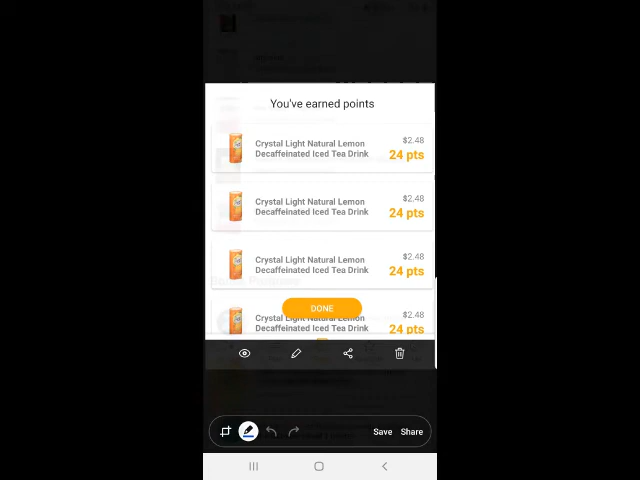 You've earned points
Crystal Light Natural Lemon
Decaffeinated Iced Tea Drink
$2.48
24 pts
Crystal Light Natural Lemon
Decaffeinated Iced Tea Drink
$2.48
24 pts
Crystal Light Natural Lemon
Decaffeinated Iced Tea Drink
$2.48
24 pts
DONE
Crystal Light Natural Lemon
Decaffeinated Iced Tea Drink
$2.48
24 pts
Save Share